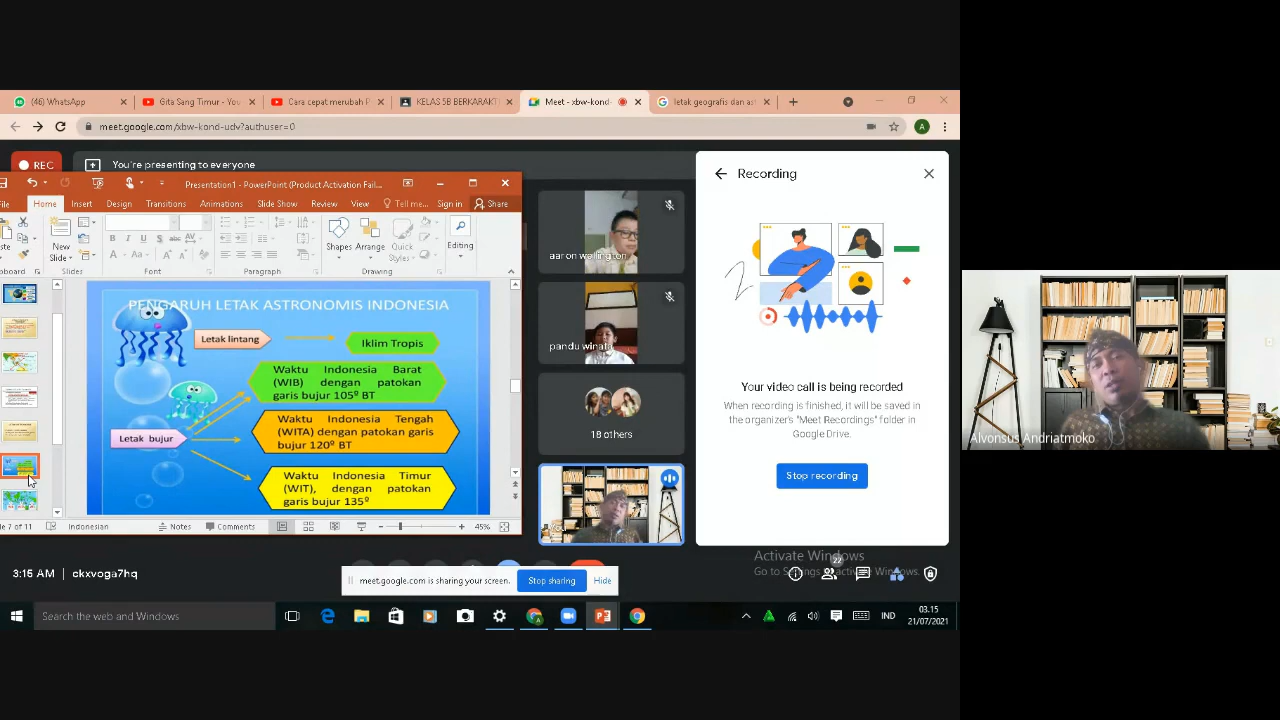 (46) WhatsApp
Gita Sang Timur - You
Cara cepat merubah P
KELAS 5B BERKARAKT
Meet - xbw-kond-
letak geografis dan as
meet.google.com/xbw-kond-udv?authuser=0
REC
You're presenting to everyone
Presentation1 - PowerPoint (Product Activation Fail...
File Home Insert Design Transitions Animations Slide Show Review View Tell me... Sign in Share
New
Slide
Shapes
Arrange
Quick
Styles
Editing
Slides
Font
Paragraph
Drawing
PENGARUH LETAK ASTRONOMIS INDONESIA
Letak lintang
Iklim Tropis
Waktu Indonesia Barat
(WIB) dengan patokan
garis bujur 105º BT
Letak bujur
Waktu Indonesia Tengah
(WITA) dengan patokan garis
bujur 120º BT
Waktu Indonesia Timur
(WIT), dengan patokan
garis bujur 135º
7 of 11
Indonesian
Notes
Comments
45%
aaron wellington
pandu winata
18 others
Recording
Your video call is being recorded
When recording is finished, it will be saved in
the organizer's "Meet Recordings" folder in
Google Drive.
Stop recording
Alvonsus Andriatmoko
Activate Windows
22
3:15 AM | ckxvoga7hq
meet.google.com is sharing your screen.
Stop sharing
Hide
Search the web and Windows
IND
03.15
21/07/2021